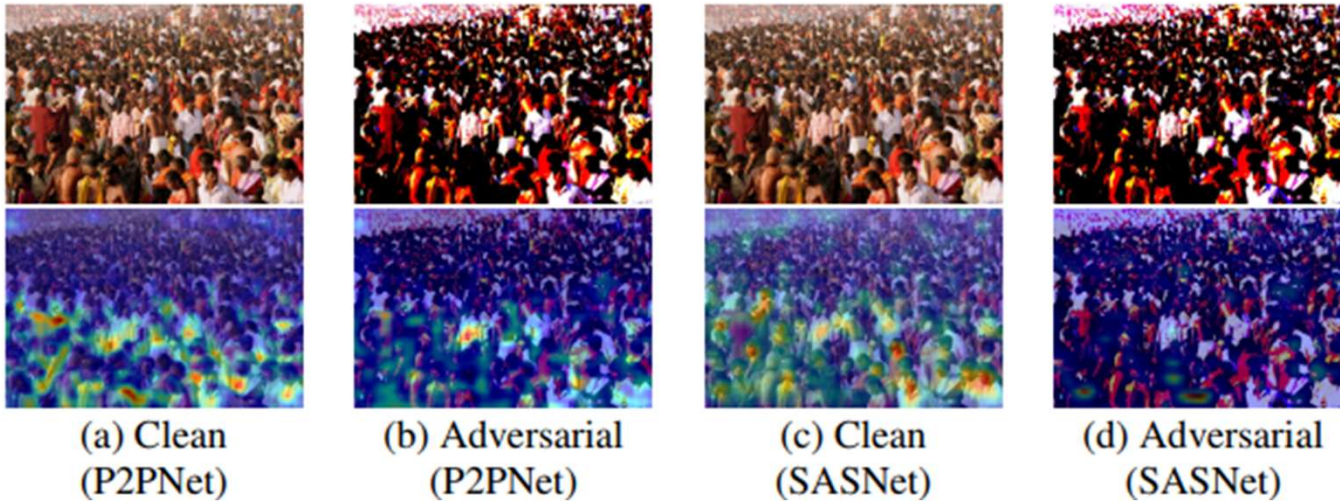 (a) Clean
(P2PNet)
(b) Adversarial
(P2PNet)
(c) Clean
(SASNet)
(d) Adversarial
(SASNet)